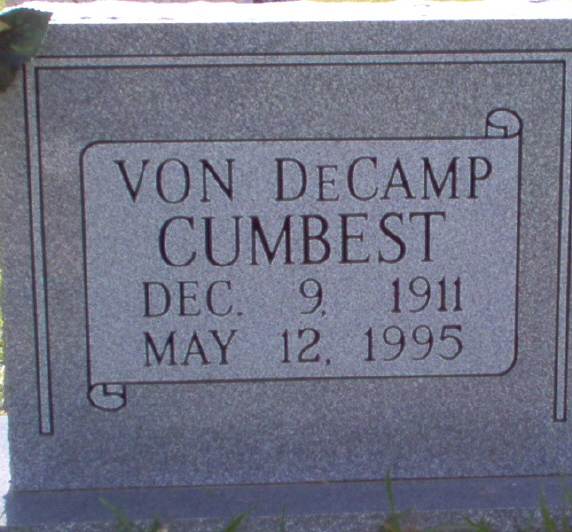 VON DeCAMP
CUMBEST
DEC. 9, 1911
MAY 12, 1995